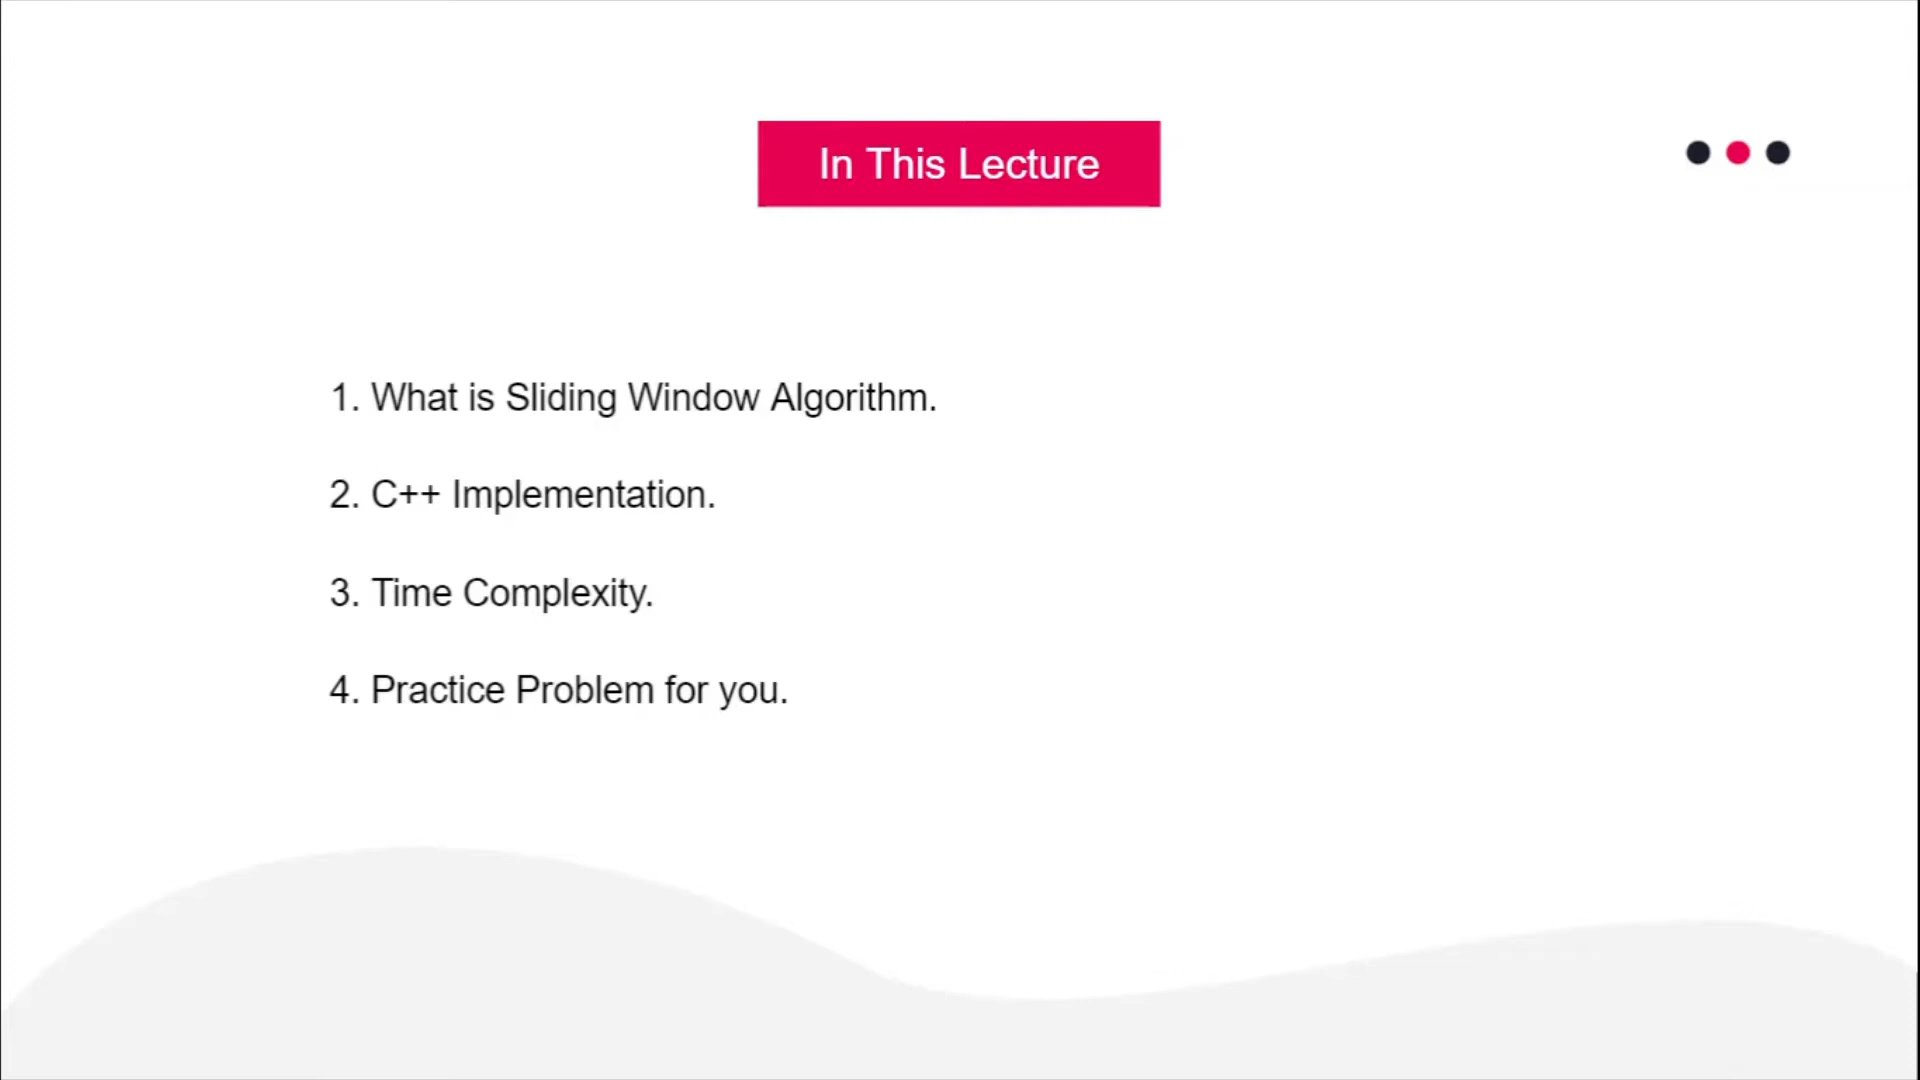 In This Lecture
1. What is Sliding Window Algorithm.
2. C++ Implementation.
3. Time Complexity.
4. Practice Problem for you.